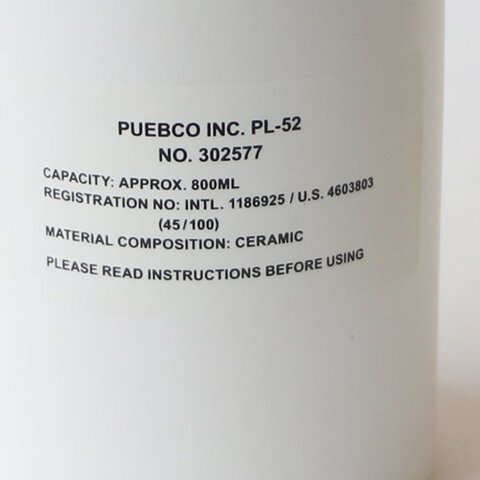 PUEBCO INC. PL-52
NO. 302577
CAPACITY: APPROX. 800ML
REGISTRATION NO: INTL. 1186925 / U.S. 4603803
(45/100)
MATERIAL COMPOSITION: CERAMIC
PLEASE READ INSTRUCTIONS BEFORE USING